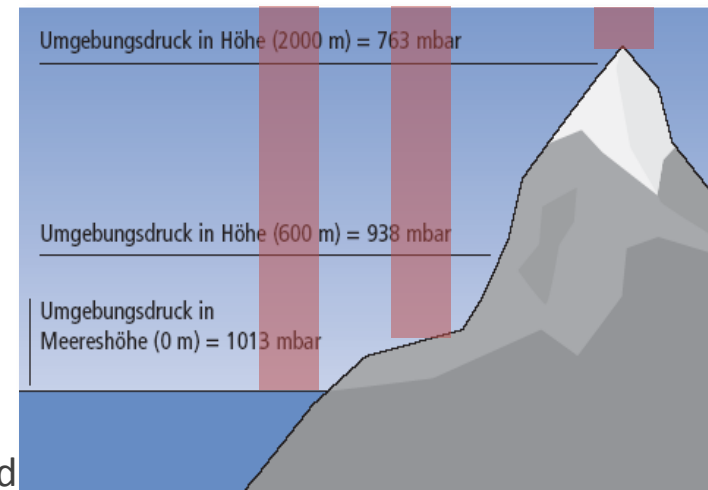 Umgebungsdruck in Höhe (2000 m) = 763 mbar
Umgebungsdruck in Höhe (600 m) = 938 mbar
Umgebungsdruck in
Meereshöhe (0 m) = 1013 mbar
d